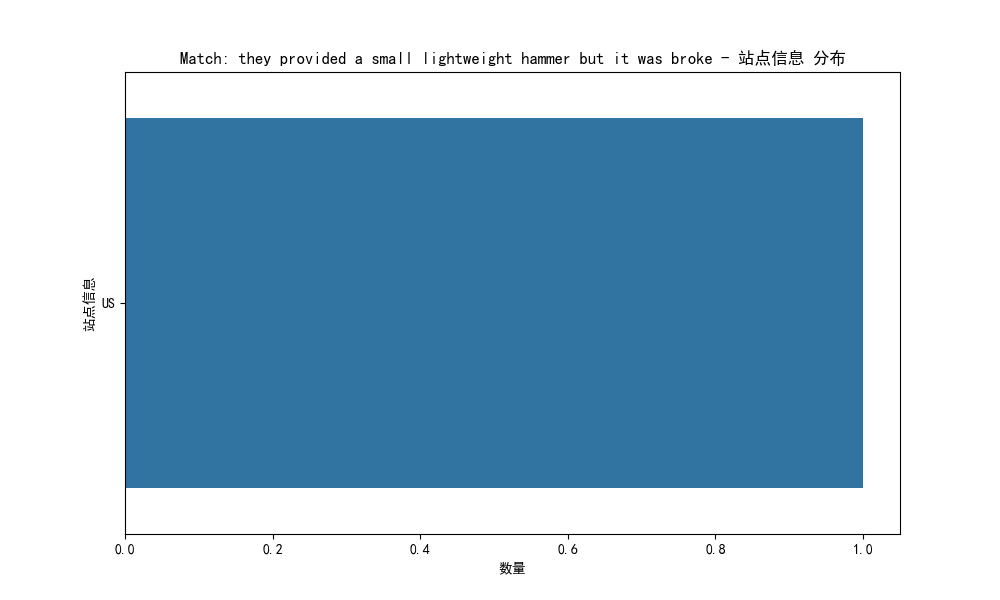 Match: they provided a small lightweight hammer but it was broke - 站点信息 分布
站点信息
US
0.0 0.2 0.4 0.6 0.8 1.0
数量